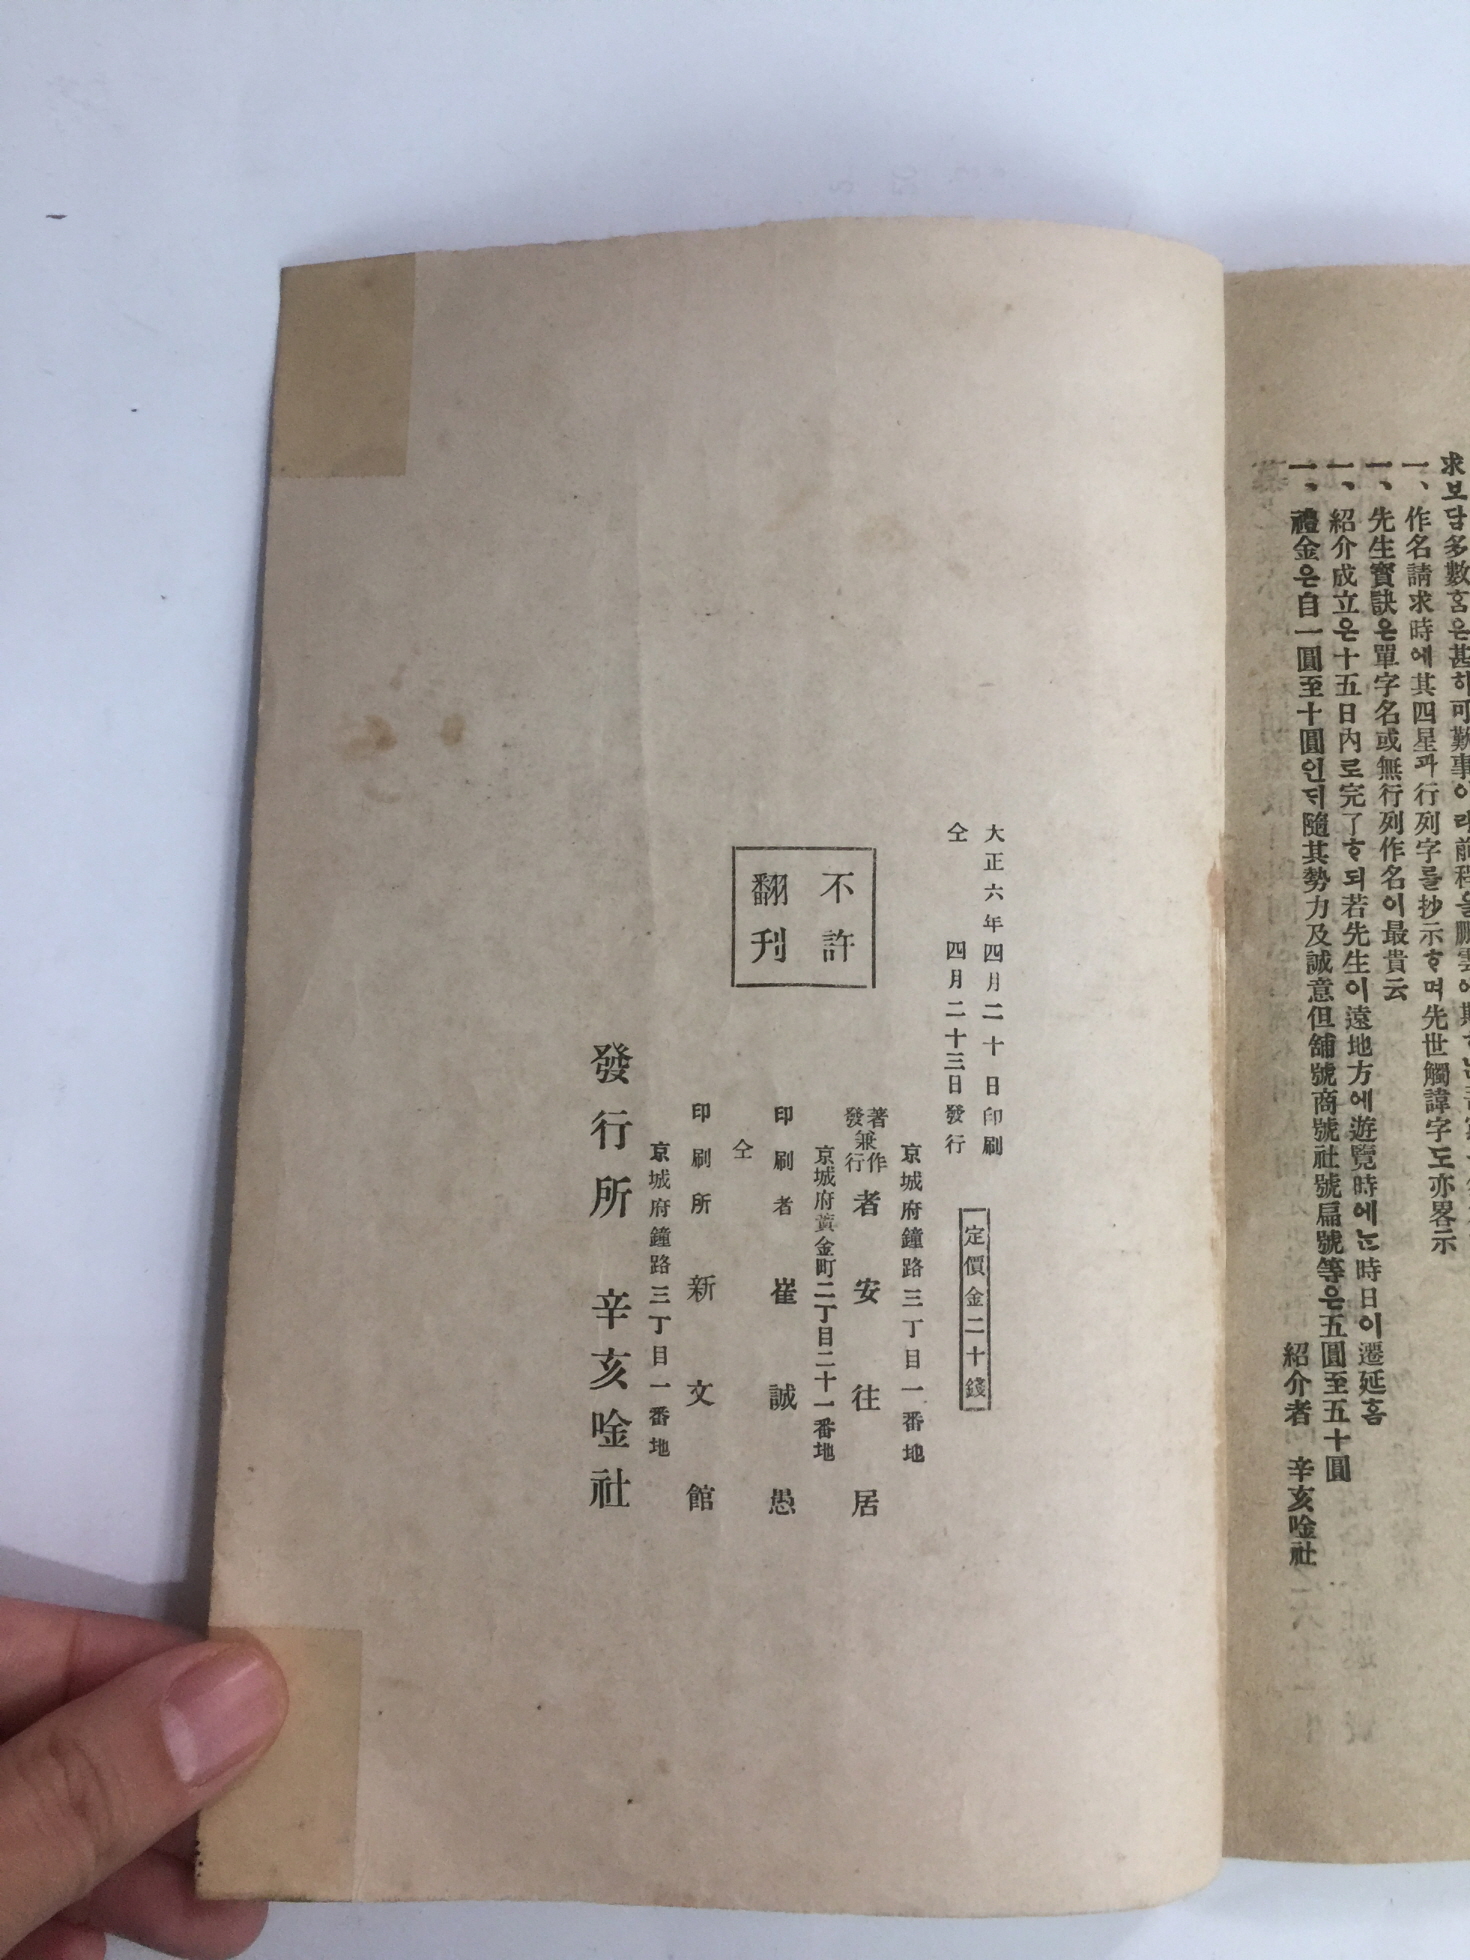 求보담多數홈은甚히可歎事이라前程을鵬雲에期
一、作名請求時에其四星과行列字를抄示ᄒᆞ며先世觸諱字도亦畧示
一、先生寶訣은單字名或無行列作名이最貴云
一、紹介成立은十五日內로完了ᄒᆞ되若先生이遠地方에遊覽時에ᄂᆞᆫ時日이遷延홈
一、禮金은自一圓至十圓인ᄃᆡ隨其勢力及誠意但舖號商號社號扁號等은五圓至五十圓
紹介者 辛亥唫社
大正六年四月二十日印刷
仝 四月二十三日發行
定價金二十錢
不許
翻刊
京城府鐘路三丁目一番地
著作兼發行者 安往居
京城府黃金町二丁目二十一番地
印刷者 崔誠愚
仝
印刷所 新文館
京城府鐘路三丁目一番地
發行所 辛亥唫社